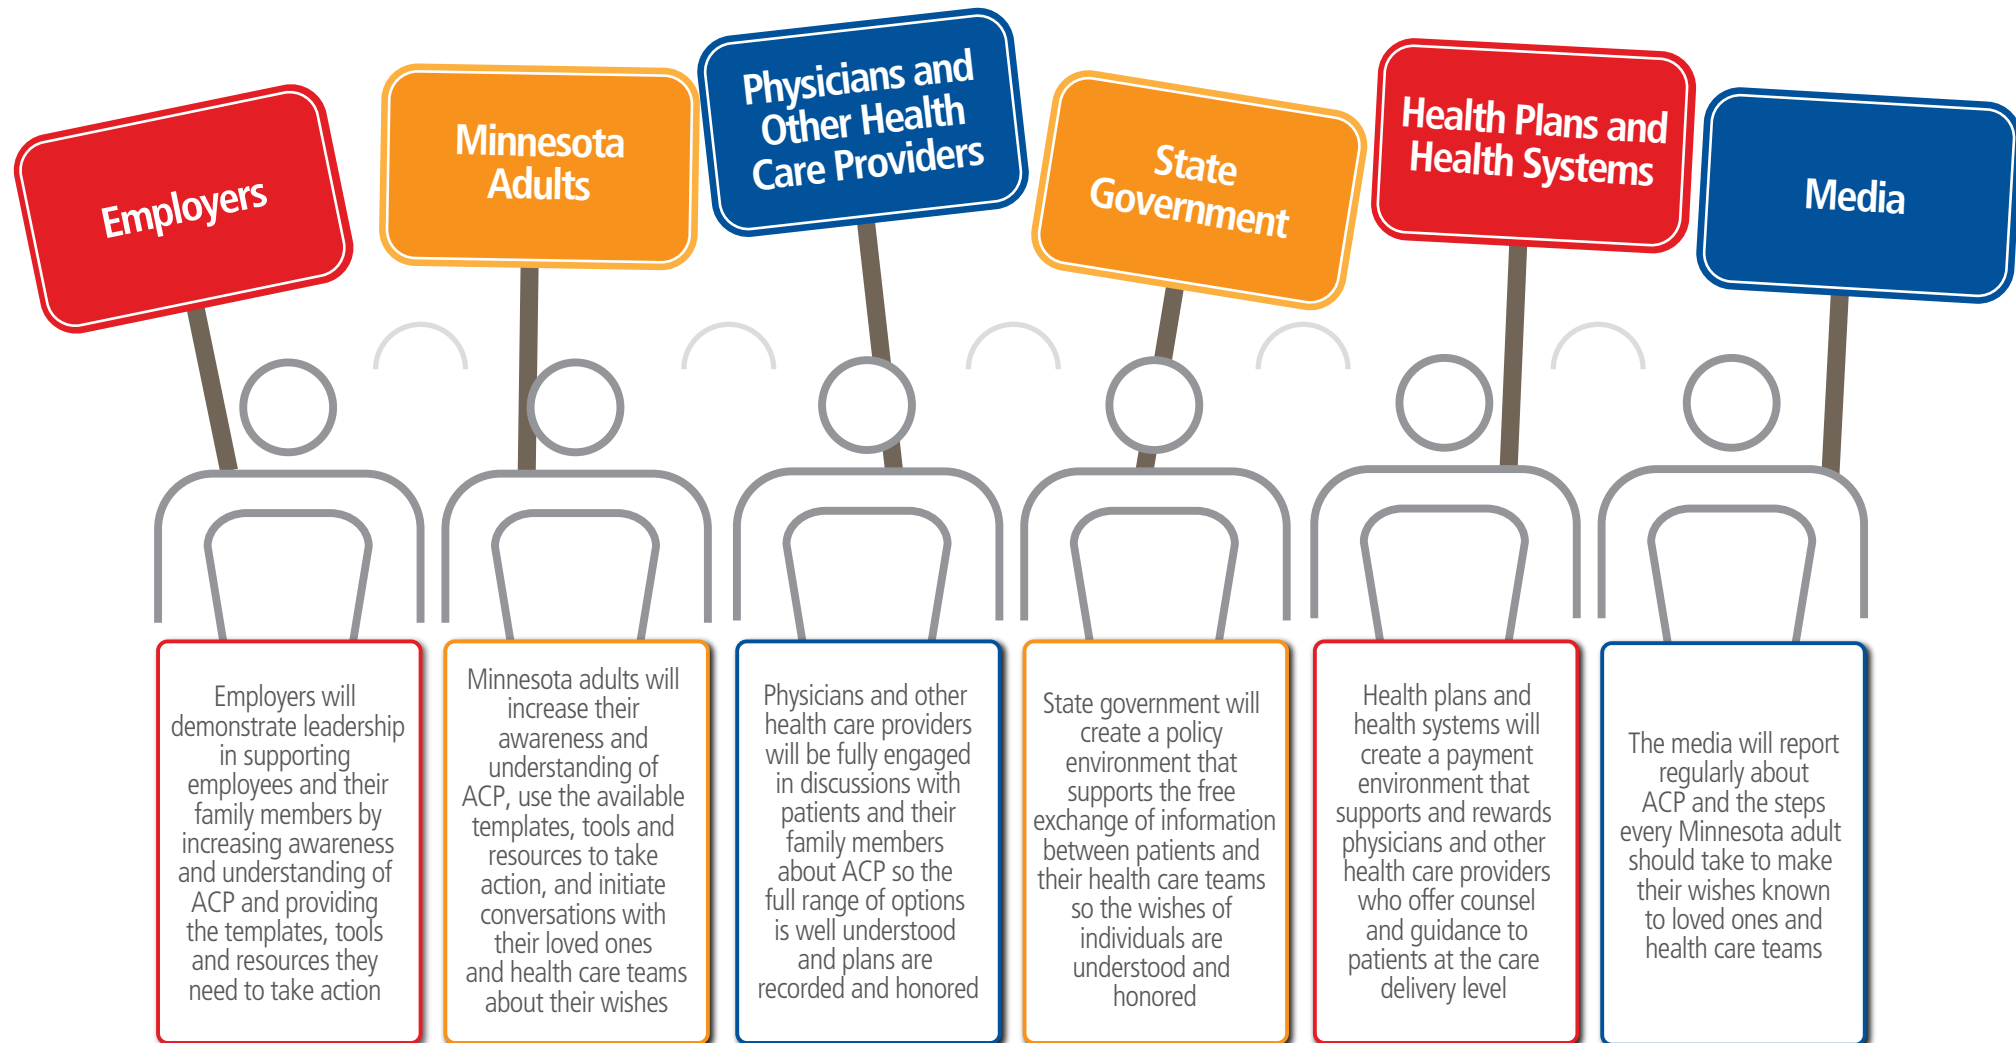 Employers
Minnesota
Adults
Physicians and
Other Health
Care Providers
State
Government
Health Plans and
Health Systems
Media
Employers will
demonstrate leadership
in supporting
employees and their
family members by
increasing awareness
and understanding of
ACP and providing
the templates, tools
and resources they
need to take action
Minnesota adults will
increase their
awareness and
understanding of
ACP, use the available
templates, tools and
resources to take
action, and initiate
conversations with
their loved ones
and health care teams
about their wishes
Physicians and other
health care providers
will be fully engaged
in discussions with
patients and their
family members
about ACP so the
full range of options
is well understood
and plans are
recorded and honored
State government will
create a policy
environment that
supports the free
exchange of information
between patients and
their health care teams
so the wishes of
individuals are
understood and
honored
Health plans and
health systems will
create a payment
environment that
supports and rewards
physicians and other
health care providers
who offer counsel
and guidance to
patients at the care
delivery level
The media will report
regularly about
ACP and the steps
every Minnesota adult
should take to make
their wishes known
to loved ones and
health care teams